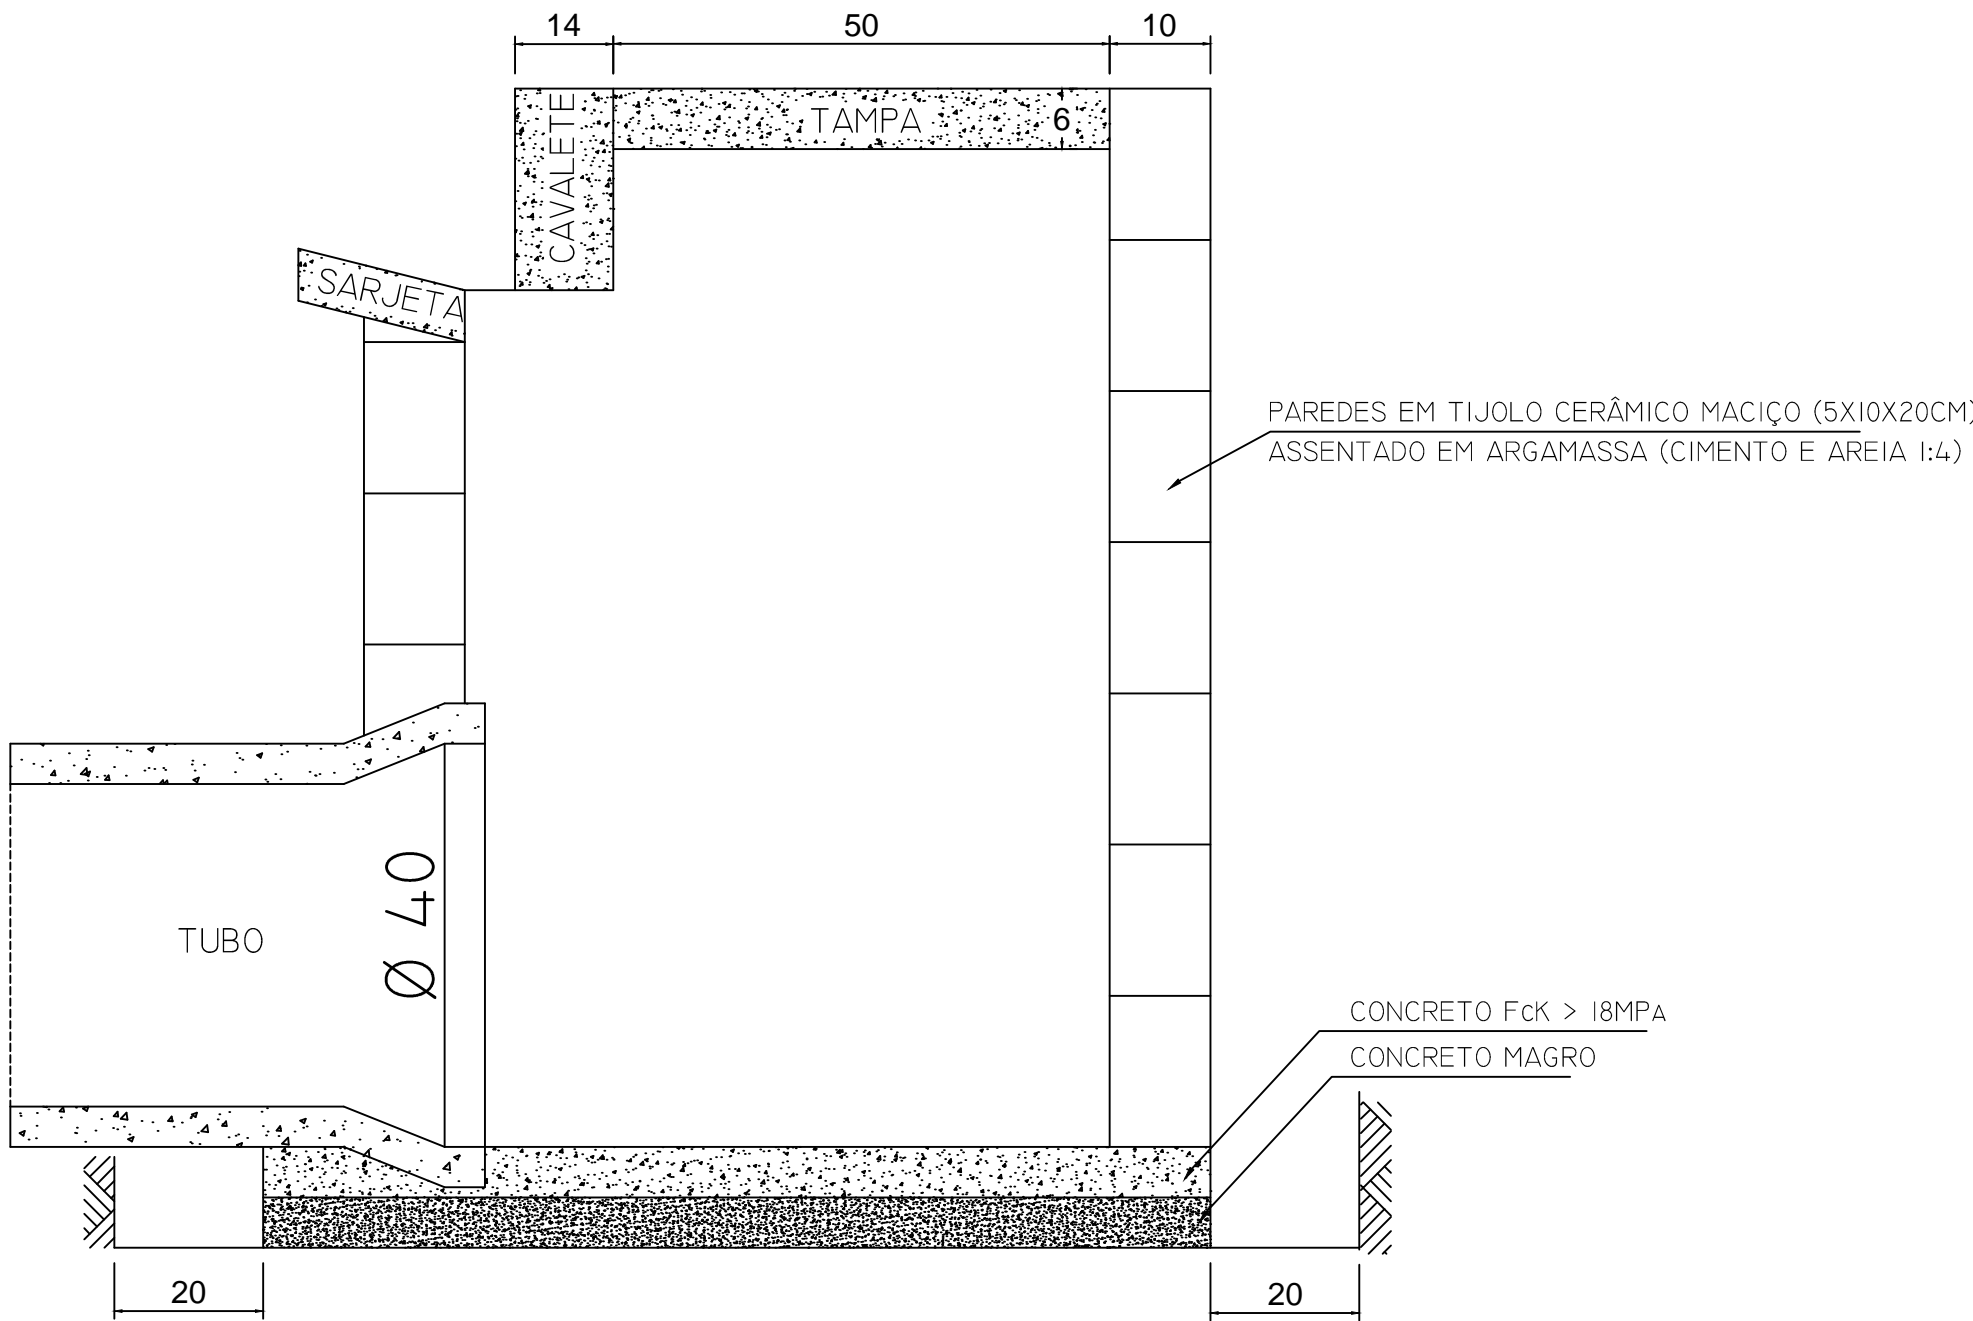 14
50
10
TAMPA
6
CAVALETE
SARJETA
PAREDES EM TIJOLO CERÂMICO MACIÇO (5X10X20CM)
ASSENTADO EM ARGAMASSA (CIMENTO E AREIA 1:4)
Ø 40
TUBO
CONCRETO FcK > 18MPA
CONCRETO MAGRO
20
20